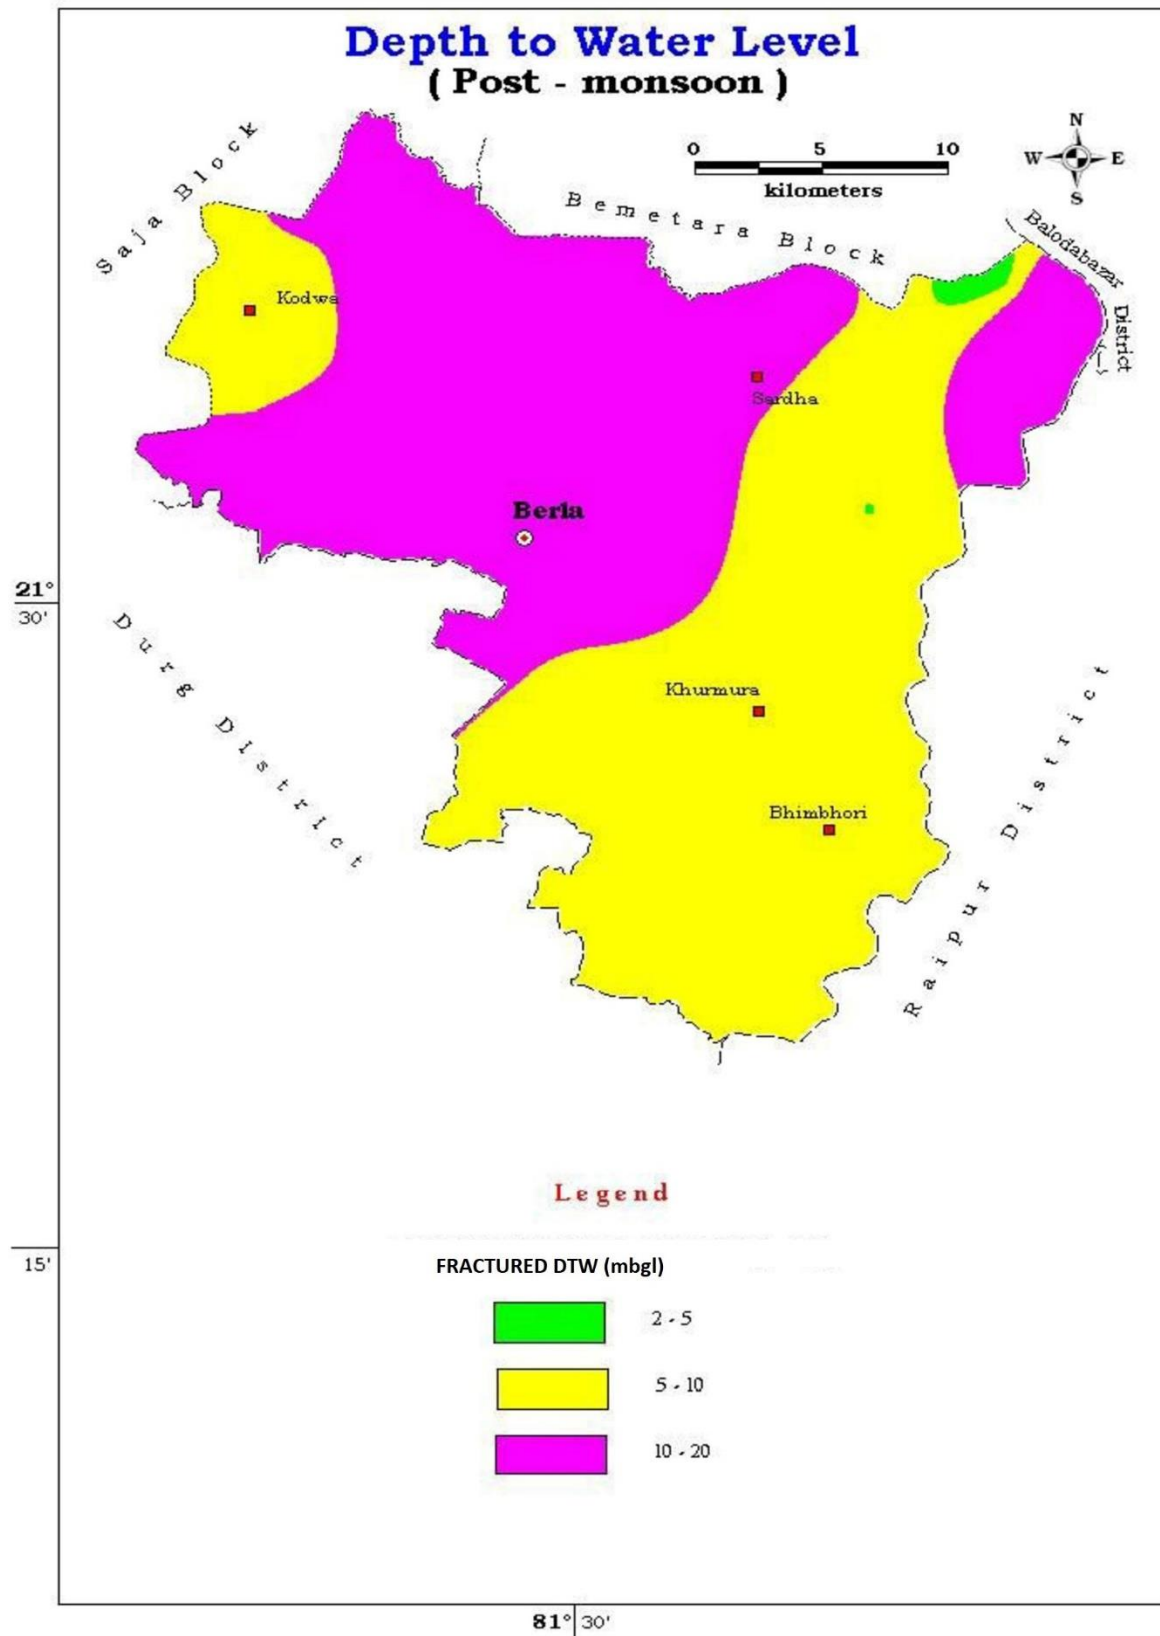 Depth to Water Level
( Post - monsoon )
N
W E
S
0 5 10
kilometers
Saja Block
Bemetara Block
Balodabazar
District
Kodwa
Sardha
Berla
21°
30'
Durg District
Khurmura
Bhimbhori
Raipur District
Legend
15'
FRACTURED DTW (mbgl)
2 - 5
5 - 10
10 - 20
81° 30'